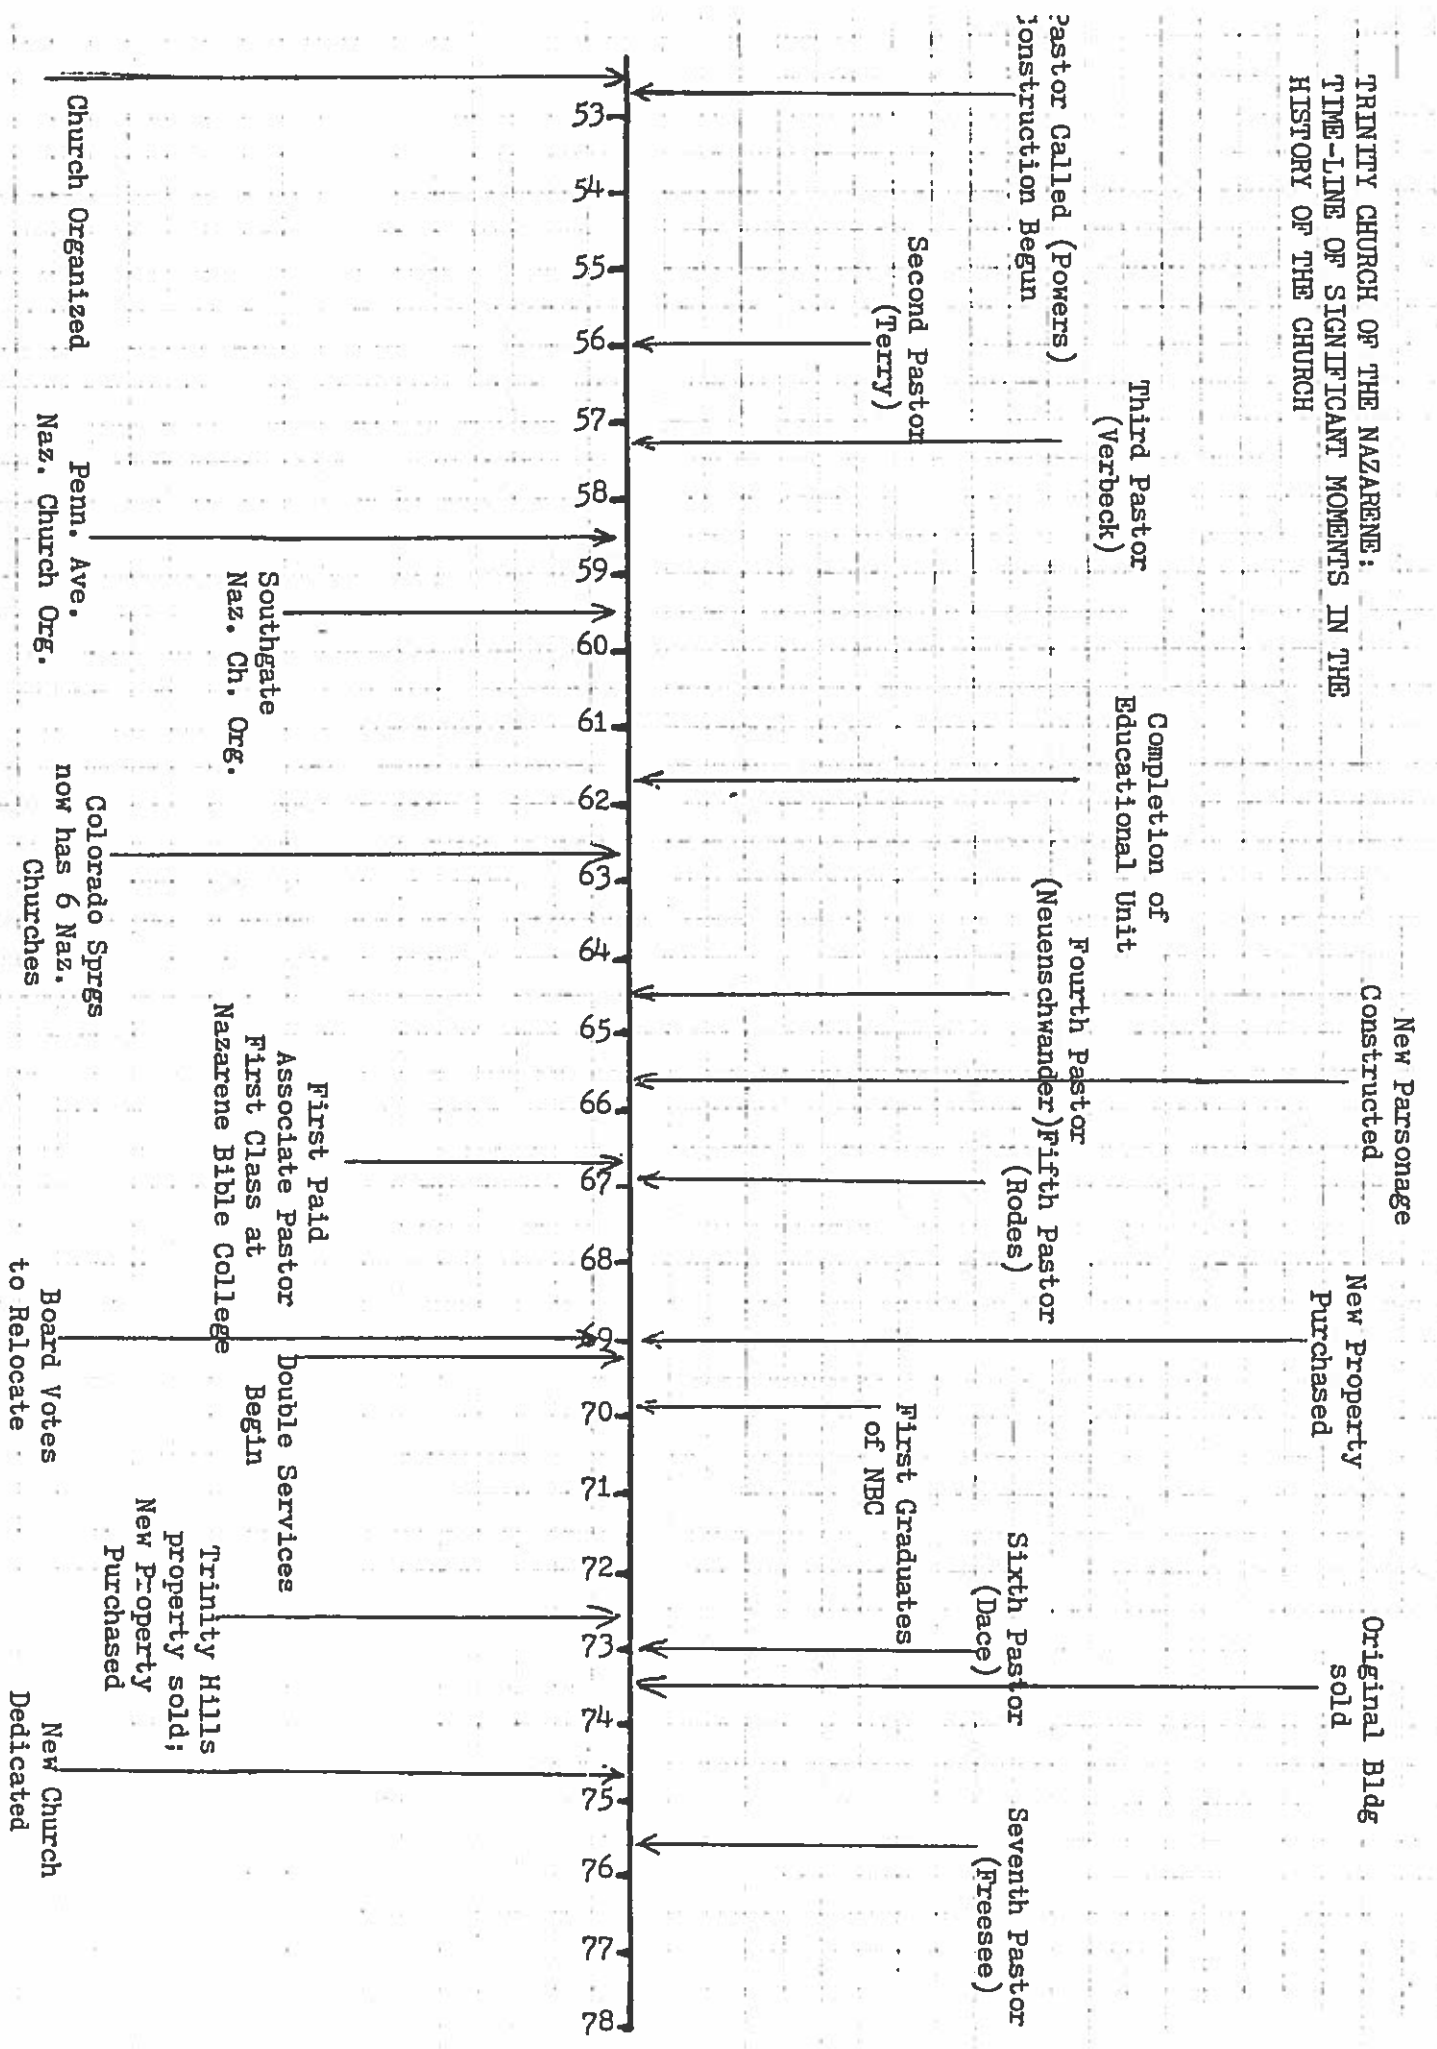 TRINITY CHURCH OF THE NAZARENE:
TIME-LINE OF SIGNIFICANT MOMENTS IN THE
HISTORY OF THE CHURCH
New Parsonage
Constructed
New Property
Purchased
Original Bldg
sold
Third Pastor
(Verbeck)
Completion of
Educational Unit
Pastor Called (Powers)
Construction Begun
Fourth Pastor
(Neuenschwander)
Fifth Pastor
(Rodes)
Sixth Pastor
(Dace)
Seventh Pastor
(Freesee)
Second Pastor
(Terry)
First Graduates
of NBC
53
54
55
56
57
58
59
60
61
62
63
64
65
66
67
68
69
70
71
72
73
74
75
76
77
78
Church Organized
Penn. Ave.
Naz. Church Org.
Southgate
Naz. Ch. Org.
Colorado Sprgs
now has 6 Naz.
Churches
First Paid
Associate Pastor
First Class at
Nazarene Bible College
Board Votes
to Relocate
Double Services
Begin
Trinity Hills
property sold;
New Property
Purchased
New Church
Dedicated